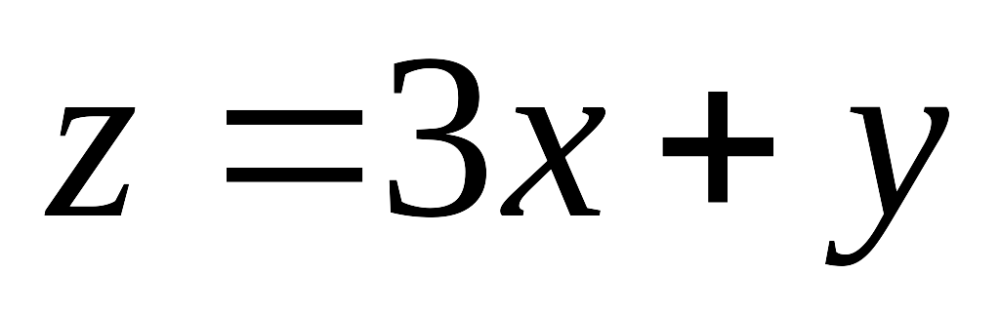 z =3x + y